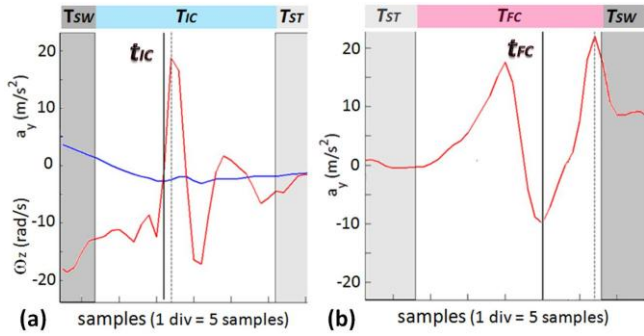 TSW TIC TST
tIC
20
10
0
-10
-20
ay (m/s²)
ωz (rad/s)
(a) samples (1 div = 5 samples)
TST TFC TSW
tFC
20
10
0
-10
-20
ay (m/s²)
(b) samples (1 div = 5 samples)